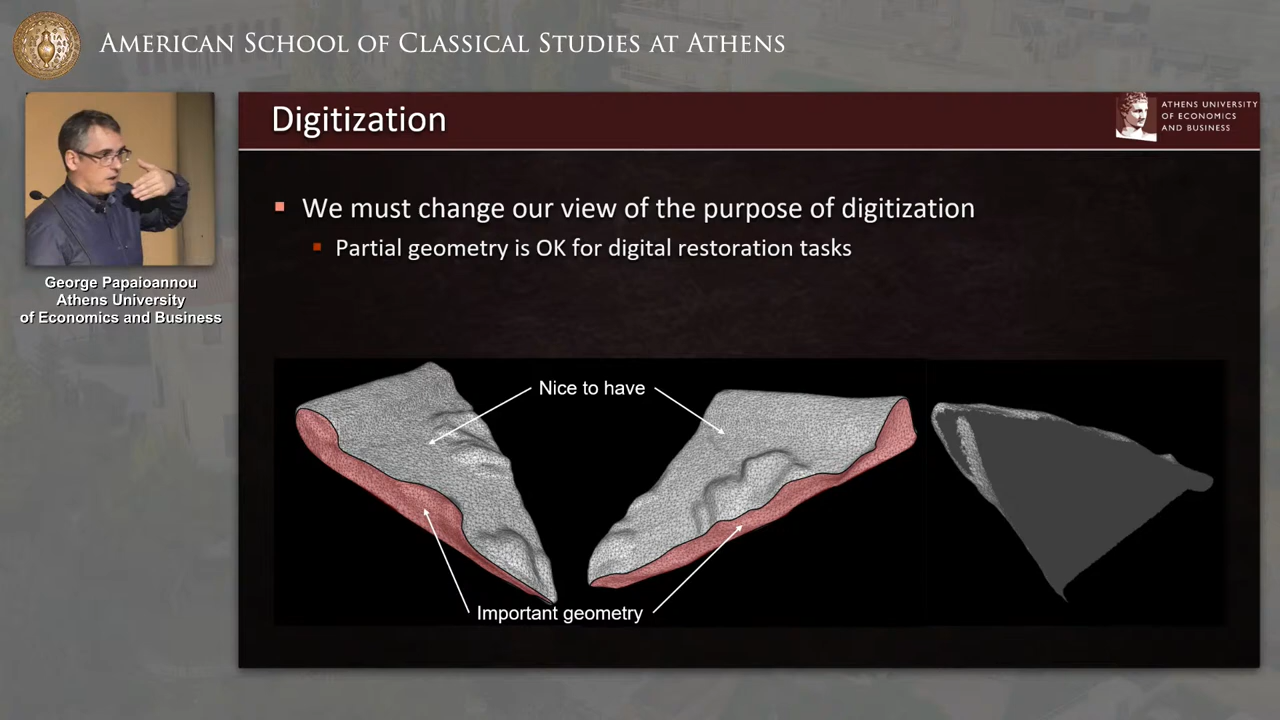 AMERICAN SCHOOL OF CLASSICAL STUDIES AT ATHENS
George Papaioannou
Athens University
of Economics and Business
Digitization
ATHENS UNIVERSITY
OF ECONOMICS
AND BUSINESS
We must change our view of the purpose of digitization
Partial geometry is OK for digital restoration tasks
Nice to have
Important geometry